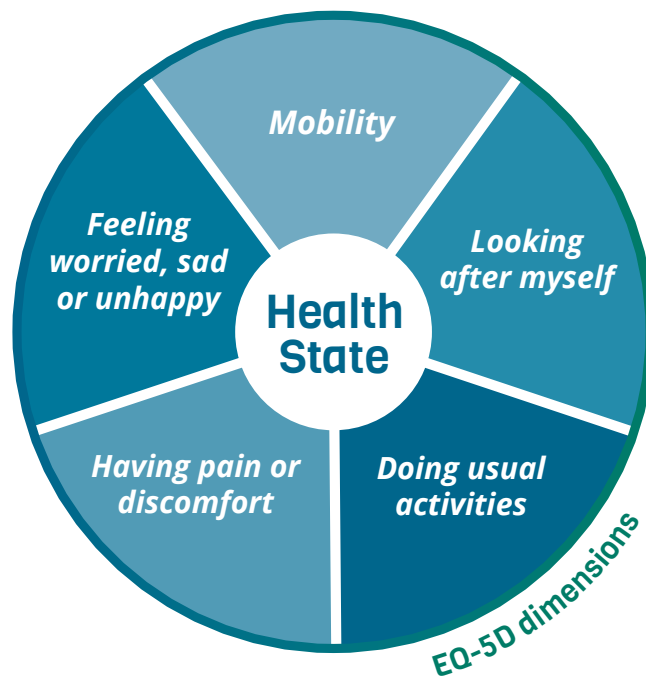 Mobility
Looking
after myself
Doing usual
activities
Having pain or
discomfort
Feeling
worried, sad
or unhappy
Health
State
EQ-5D dimensions